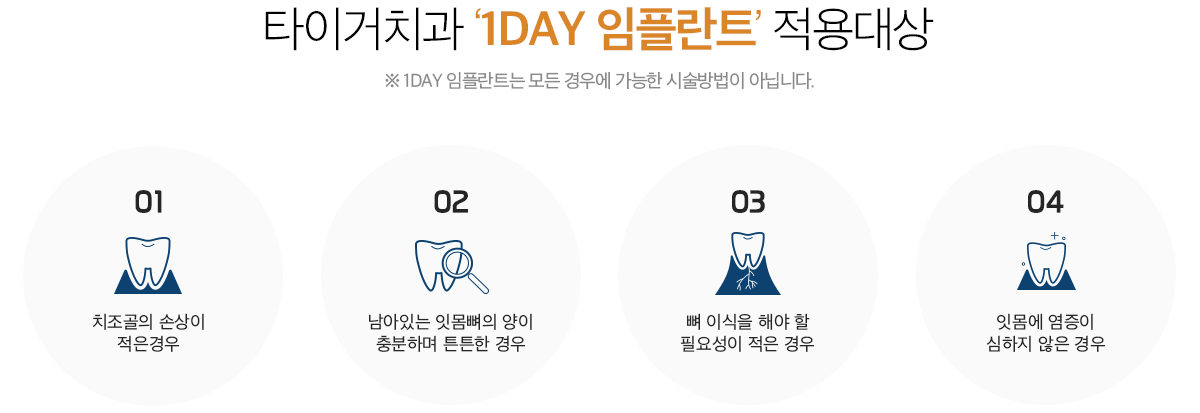 타이거치과 ‘1DAY 임플란트’ 적용대상
※ 1DAY 임플란트는 모든 경우에 가능한 시술방법이 아닙니다.
01
치조골의 손상이
적은경우
02
남아있는 잇몸뼈의 양이
충분하며 튼튼한 경우
03
뼈 이식을 해야 할
필요성이 적은 경우
04
잇몸에 염증이
심하지 않은 경우